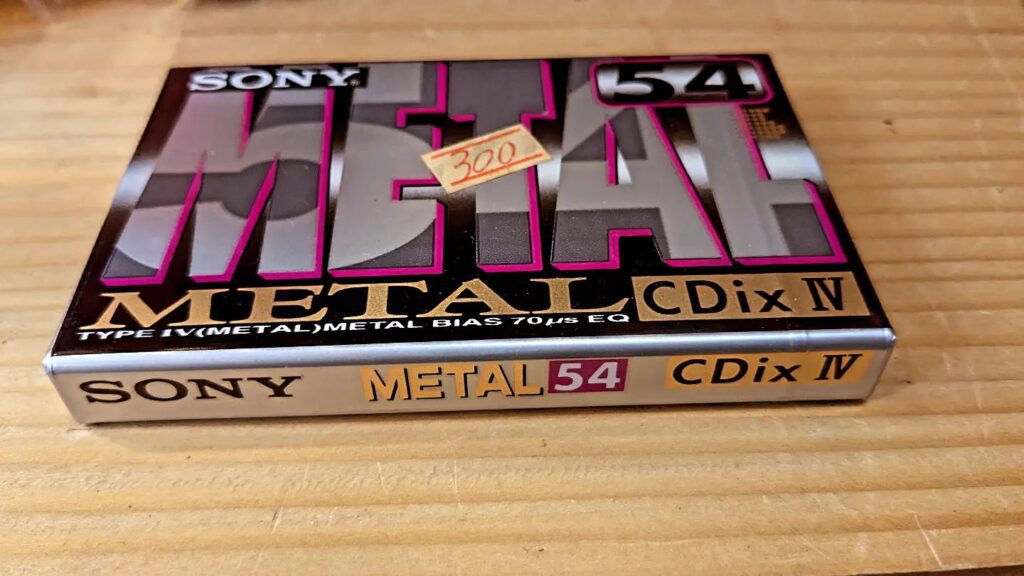 SONY®
54
METAL
300
METAL CDix IV
TYPE IV(METAL)METAL BIAS 70µs EQ
SONY METAL 54 CDix IV